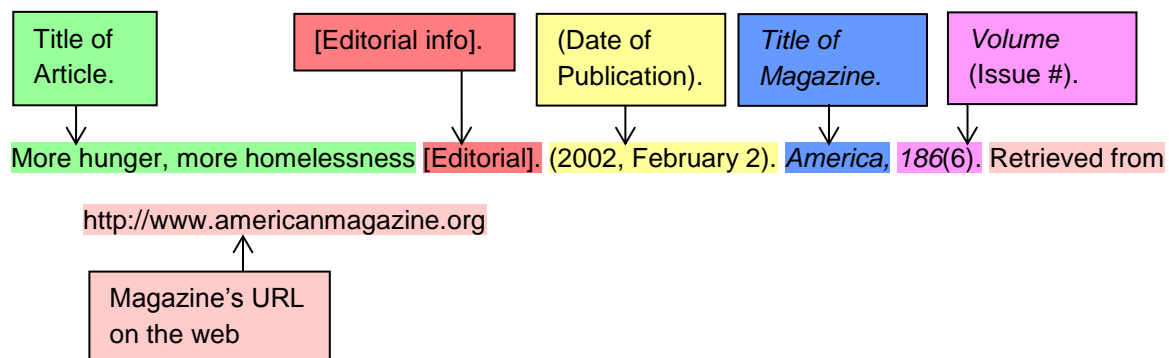 Title of
Article.
[Editorial info].
(Date of
Publication).
Title of
Magazine.
Volume
(Issue #).
More hunger, more homelessness [Editorial]. (2002, February 2). America, 186(6). Retrieved from
http://www.americanmagazine.org
Magazine’s URL
on the web